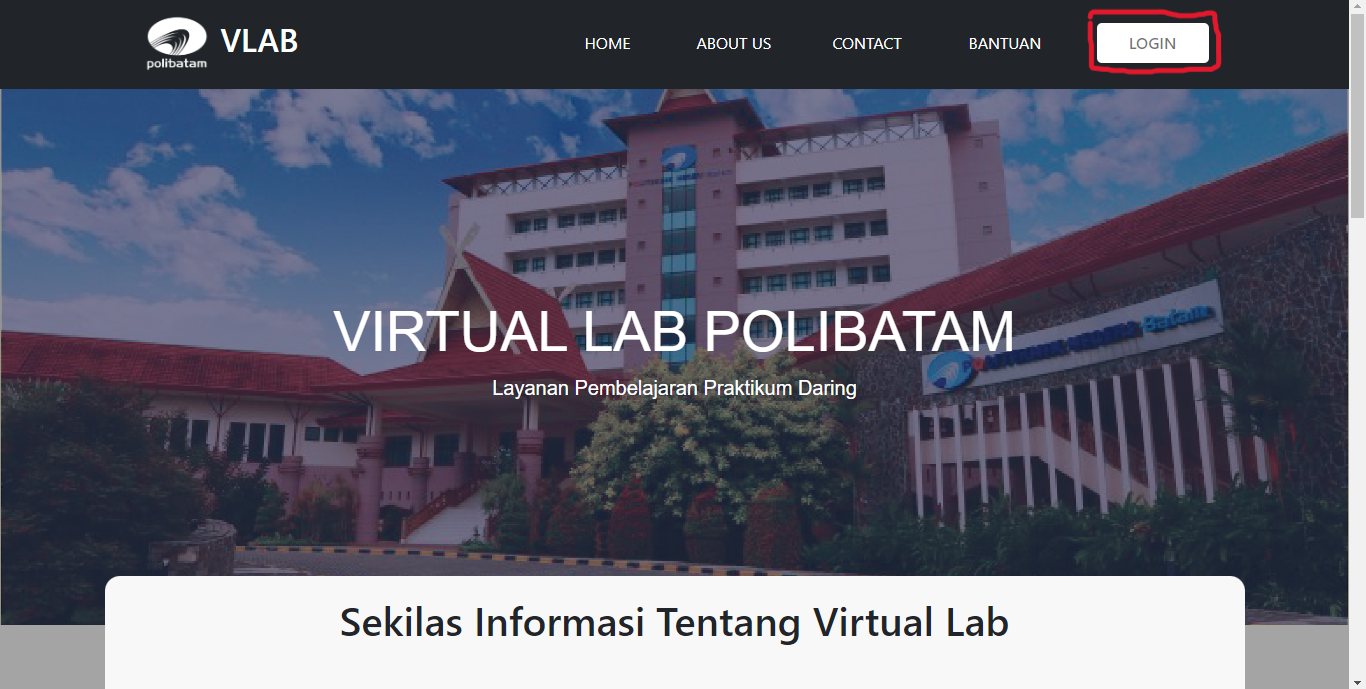 polibatam
VLAB
HOME
ABOUT US
CONTACT
BANTUAN
LOGIN
VIRTUAL LAB POLIBATAM
Layanan Pembelajaran Praktikum Daring
Batam
Sekilas Informasi Tentang Virtual Lab